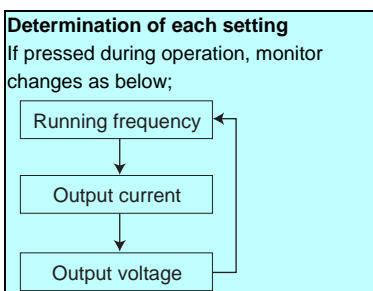 Determination of each setting
If pressed during operation, monitor
changes as below;
Running frequency
Output current
Output voltage